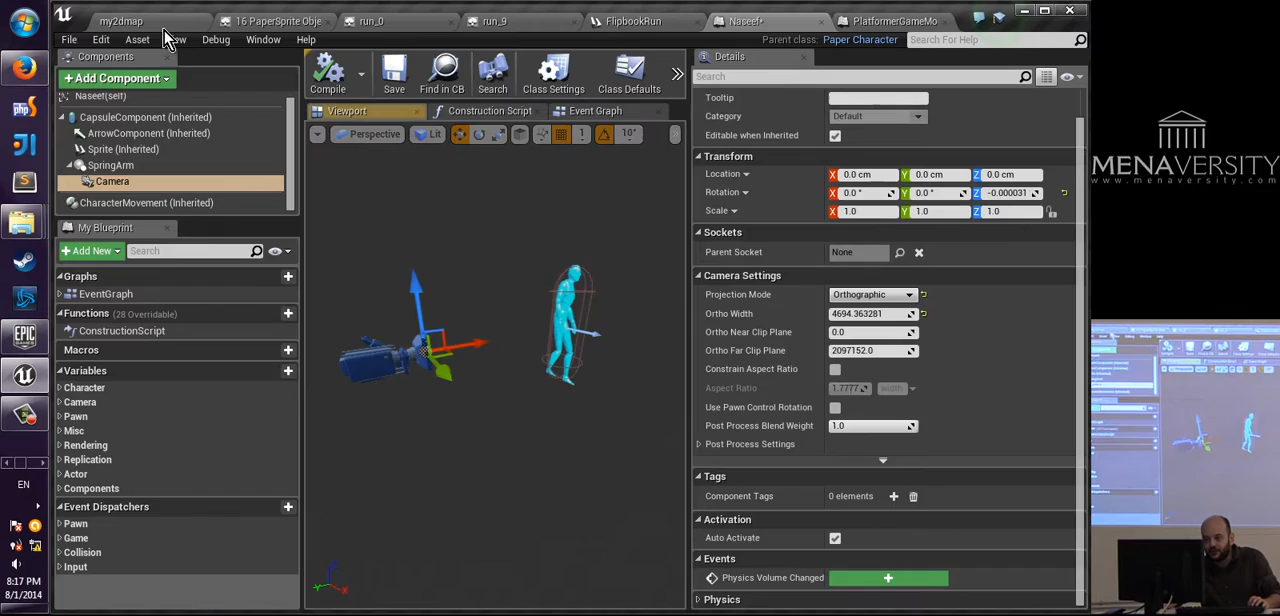 my2dmap
16 PaperSprite Obje
run_0
run_9
FlipbookRun
Naseef*
PlatformerGameMo
File
Edit
Asset
View
Debug
Window
Help
Parent class:
Paper Character
Search For Help
Components
Add Component
Naseef(self)
CapsuleComponent (Inherited)
ArrowComponent (Inherited)
Sprite (Inherited)
SpringArm
Camera
CharacterMovement (Inherited)
My Blueprint
Add New
Search
Graphs
EventGraph
Functions (28 Overridable)
ConstructionScript
Macros
Variables
Character
Camera
Pawn
Misc
Rendering
Replication
Actor
Components
Event Dispatchers
Pawn
Game
Collision
Input
Compile
Save
Find in CB
Search
Class Settings
Class Defaults
Viewport
Construction Script
Event Graph
Perspective
Lit
1
10°
Z
X
Details
Search
Tooltip
Category
Default
Editable when Inherited
Transform
Location
X 0.0 cm Y 0.0 cm Z 0.0 cm
Rotation
X 0.0 ° Y 0.0 ° Z -0.000031
Scale
X 1.0 Y 1.0 Z 1.0
Sockets
Parent Socket
None
Camera Settings
Projection Mode
Orthographic
Ortho Width
4694.363281
Ortho Near Clip Plane
0.0
Ortho Far Clip Plane
2097152.0
Constrain Aspect Ratio
Aspect Ratio
1.7777
width
Use Pawn Control Rotation
Post Process Blend Weight
1.0
Post Process Settings
Tags
Component Tags
0 elements
Activation
Auto Activate
Events
Physics Volume Changed
Physics
EPIC
GAMES
EN
8:17 PM
8/1/2014
MENAVERSITY
www.menaversity.com